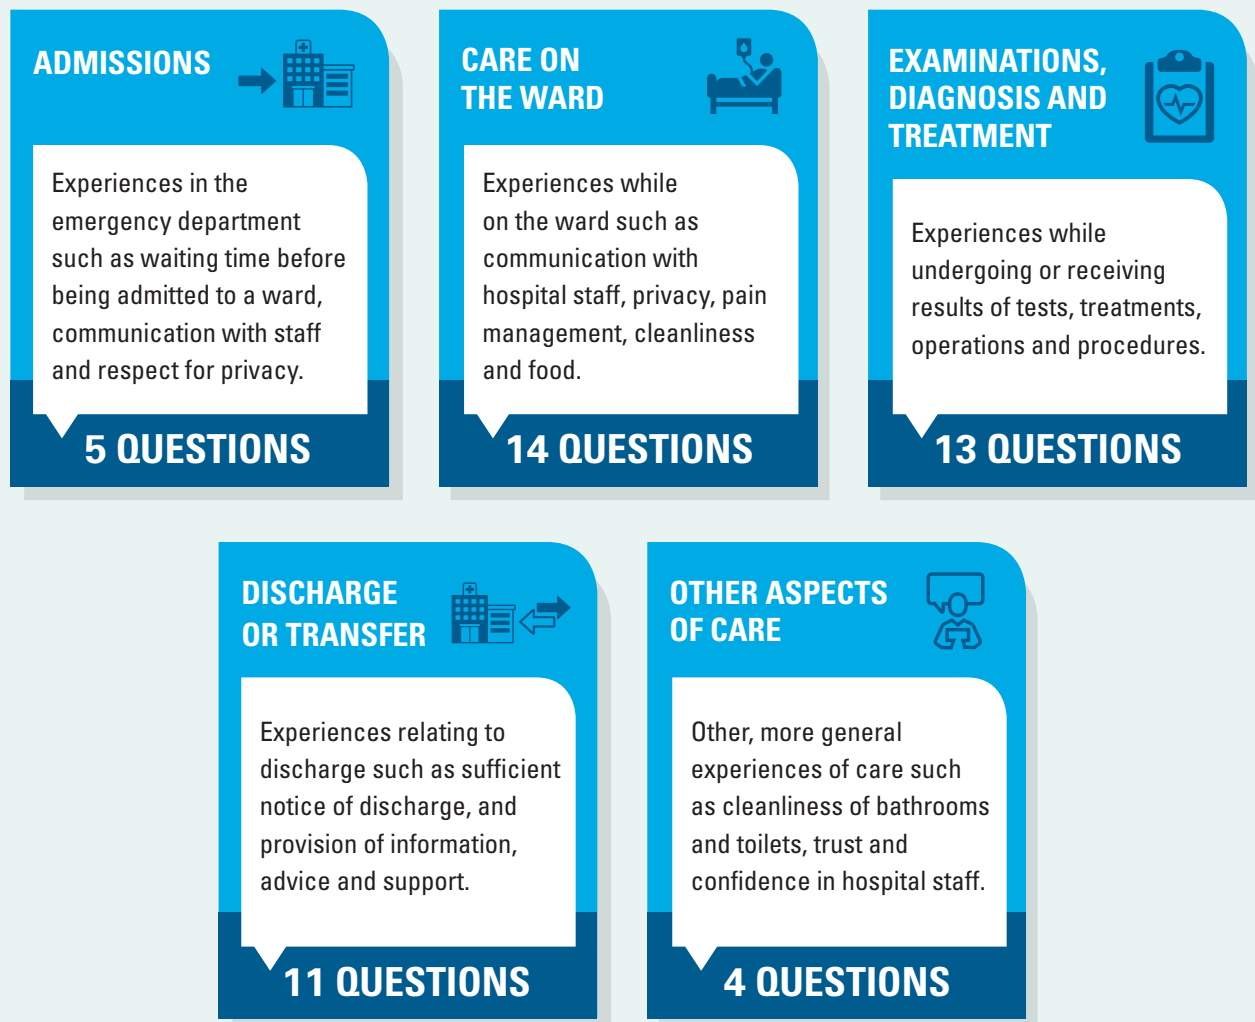 ADMISSIONS
Experiences in the
emergency department
such as waiting time before
being admitted to a ward,
communication with staff
and respect for privacy.
5 QUESTIONS
CARE ON
THE WARD
Experiences while
on the ward such as
communication with
hospital staff, privacy, pain
management, cleanliness
and food.
14 QUESTIONS
EXAMINATIONS,
DIAGNOSIS AND
TREATMENT
Experiences while
undergoing or receiving
results of tests, treatments,
operations and procedures.
13 QUESTIONS
DISCHARGE
OR TRANSFER
Experiences relating to
discharge such as sufficient
notice of discharge, and
provision of information,
advice and support.
11 QUESTIONS
OTHER ASPECTS
OF CARE
Other, more general
experiences of care such
as cleanliness of bathrooms
and toilets, trust and
confidence in hospital staff.
4 QUESTIONS